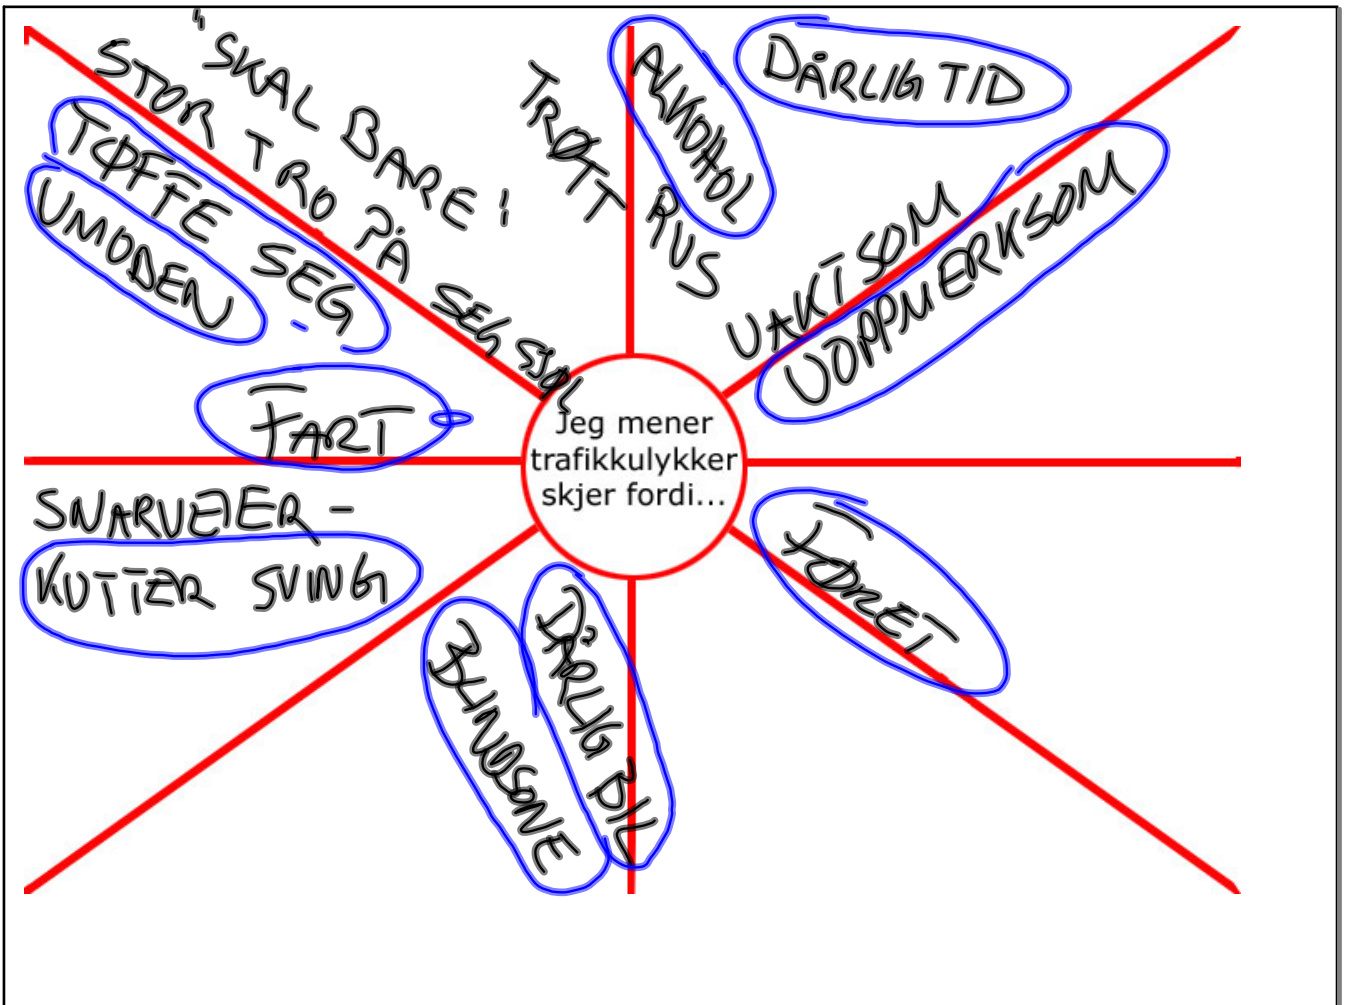 "SKAL BARE!
STOR TRO PÅ SEG SJØL
TØFFE SEG
UMODEN
TRØTT
ALKOHOL
RUS
DÅRLIG TID
UAKTSOM
UOPPMERKSOM
FART
Jeg mener
trafikkulykker
skjer fordi...
SNARVEIER -
KUTTER SVING
FØRET
BLINDSONE
DÅRLIG BIL